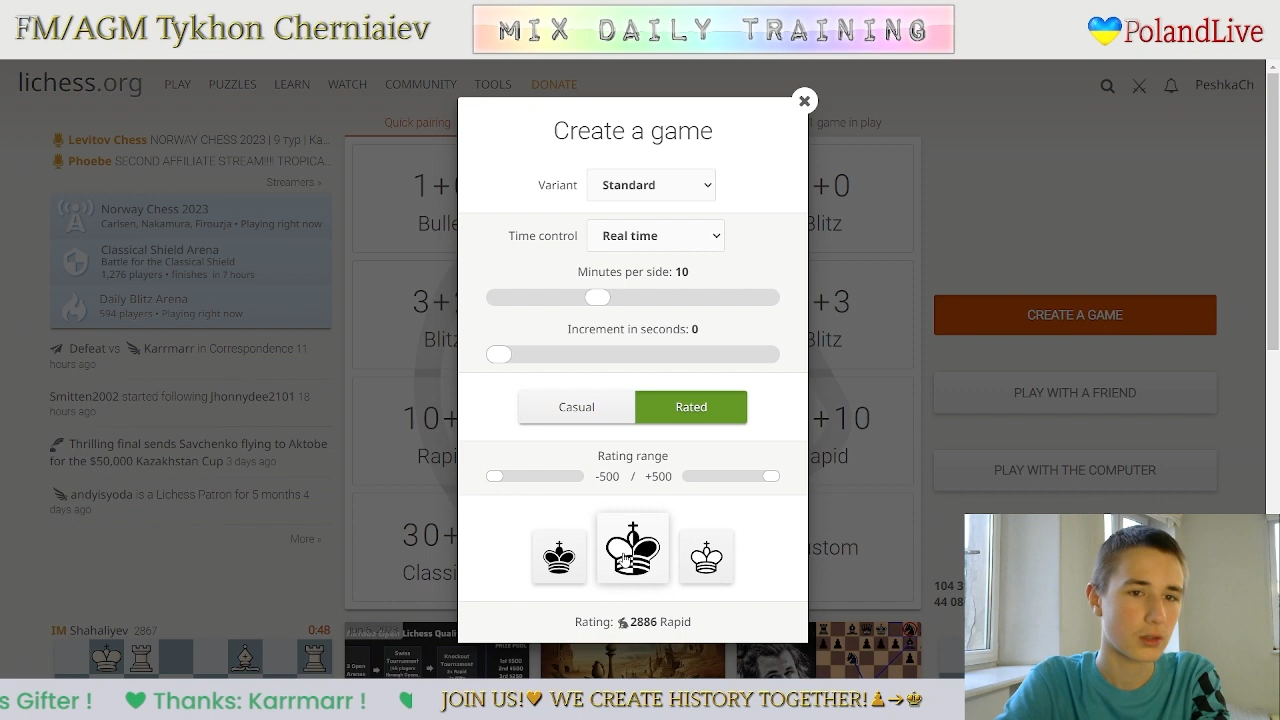 FM/AGM Tykhon Cherniaiev
MIX DAILY TRAINING
PolandLive
lichess.org
PLAY
PUZZLES
LEARN
WATCH
COMMUNITY
TOOLS
DONATE
PeshkaCh
Levitov Chess NORWAY CHESS 2023 | 9 тур | Ка...
Phoebe SECOND AFFILIATE STREAM!!! TROPICA...
Streamers »
Norway Chess 2023
Carlsen, Nakamura, Firouzja • Playing right now
Classical Shield Arena
Battle for the Classical Shield
1,276 players • finishes in 7 hours
Daily Blitz Arena
594 players • Playing right now
Defeat vs Karrmarr in Correspondence 11
hours ago
Smitten2002 started following Jhonnydee2101 18
hours ago
Thrilling final sends Savchenko flying to Aktobe
for the $50,000 Kazakhstan Cup 3 days ago
andyisyoda is a Lichess Patron for 5 months 4
days ago
More »
Quick pairing
1 game in play
Create a game
Variant
Standard
Time control
Real time
Minutes per side: 10
Increment in seconds: 0
Casual
Rated
Rating range
-500 / +500
Rating: 2886 Rapid
CREATE A GAME
PLAY WITH A FRIEND
PLAY WITH THE COMPUTER
IM Shahaliyev 2867
0:48
s Gifter !
Thanks: Karrmarr !
JOIN US! WE CREATE HISTORY TOGETHER!